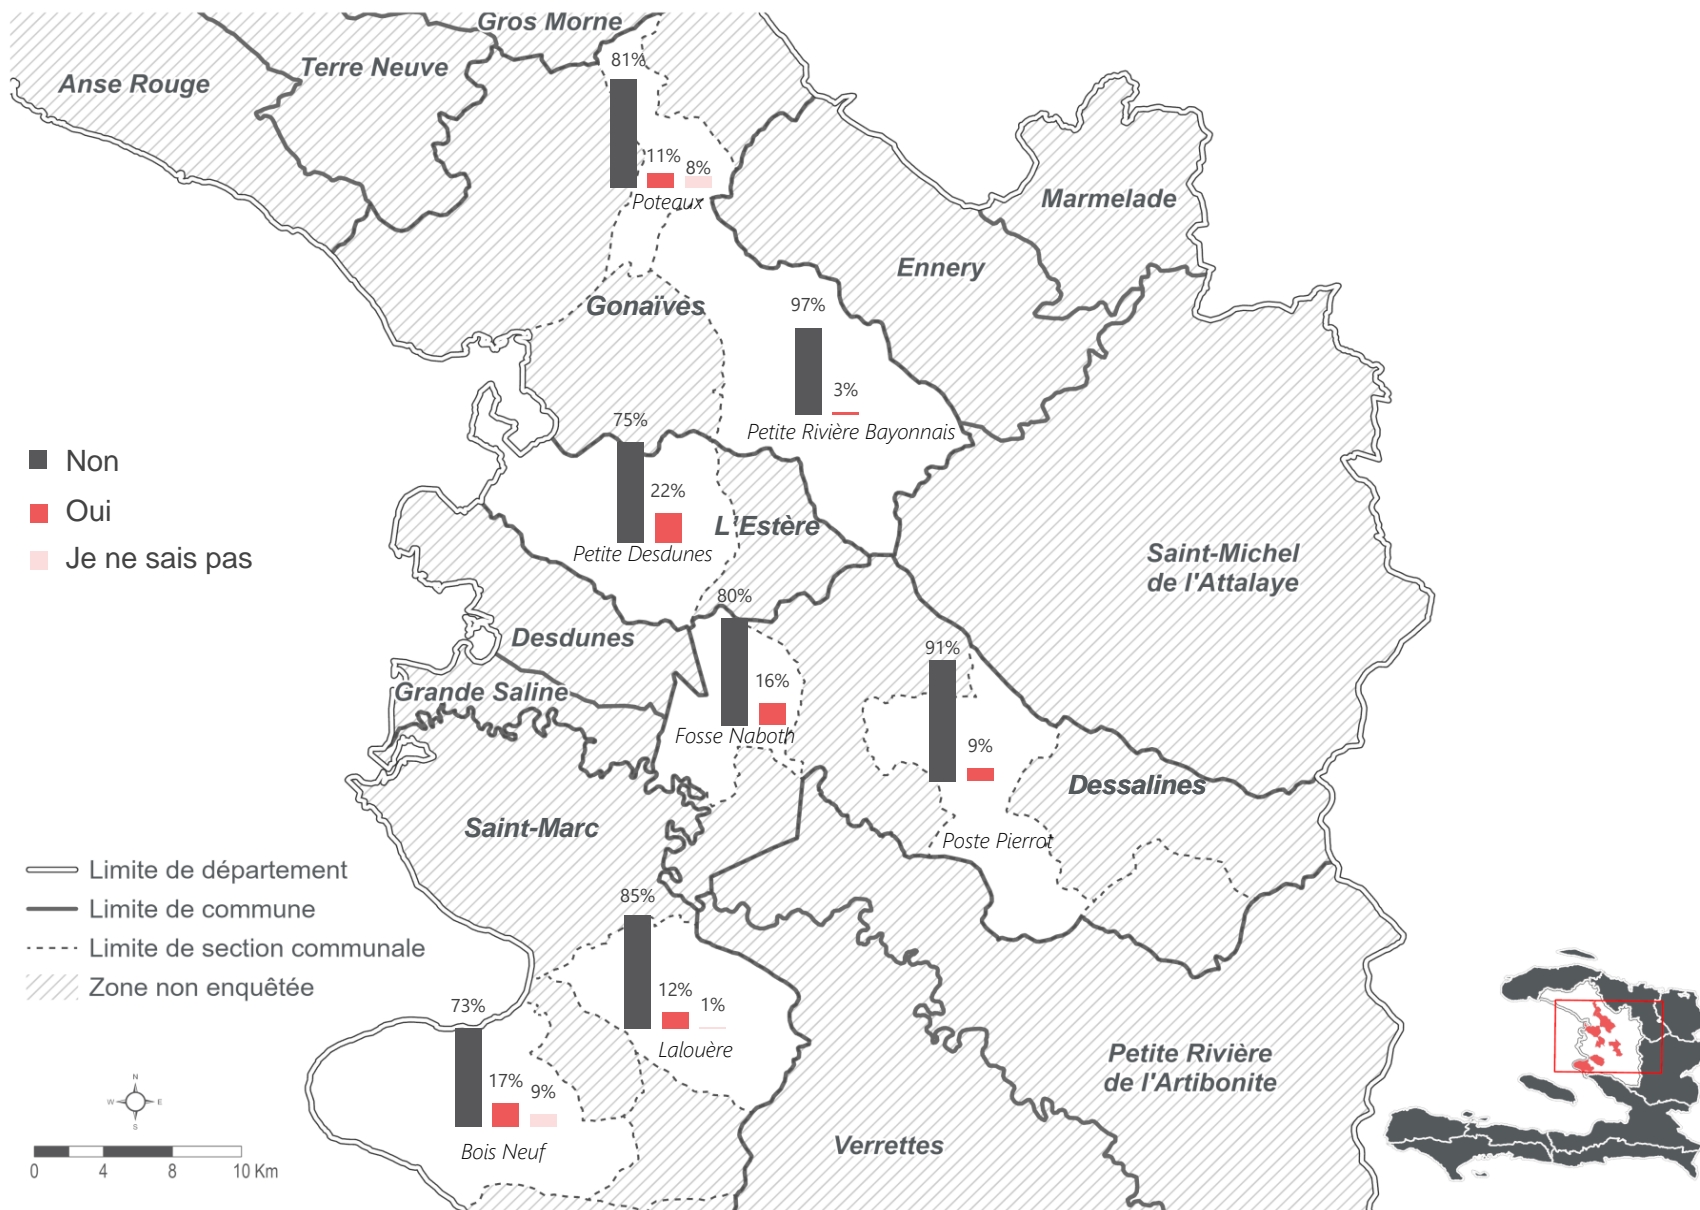 Gros Morne
Terre Neuve
Anse Rouge
81%
11%
8%
Poteaux
Marmelade
Ennery
Gonaïves
97%
3%
Petite Rivière Bayonnais
75%
22%
Petite Desdunes
L'Estère
Non
Oui
Je ne sais pas
Saint-Michel
de l'Attalaye
80%
16%
Fosse Naboth
Desdunes
Grande Saline
91%
9%
Poste Pierrot
Dessalines
Saint-Marc
Limite de département
Limite de commune
Limite de section communale
Zone non enquêtée
85%
12%
1%
Lalouère
73%
17%
9%
Bois Neuf
Petite Rivière
de l'Artibonite
Verrettes
N
W
E
S
0 4 8 10 Km